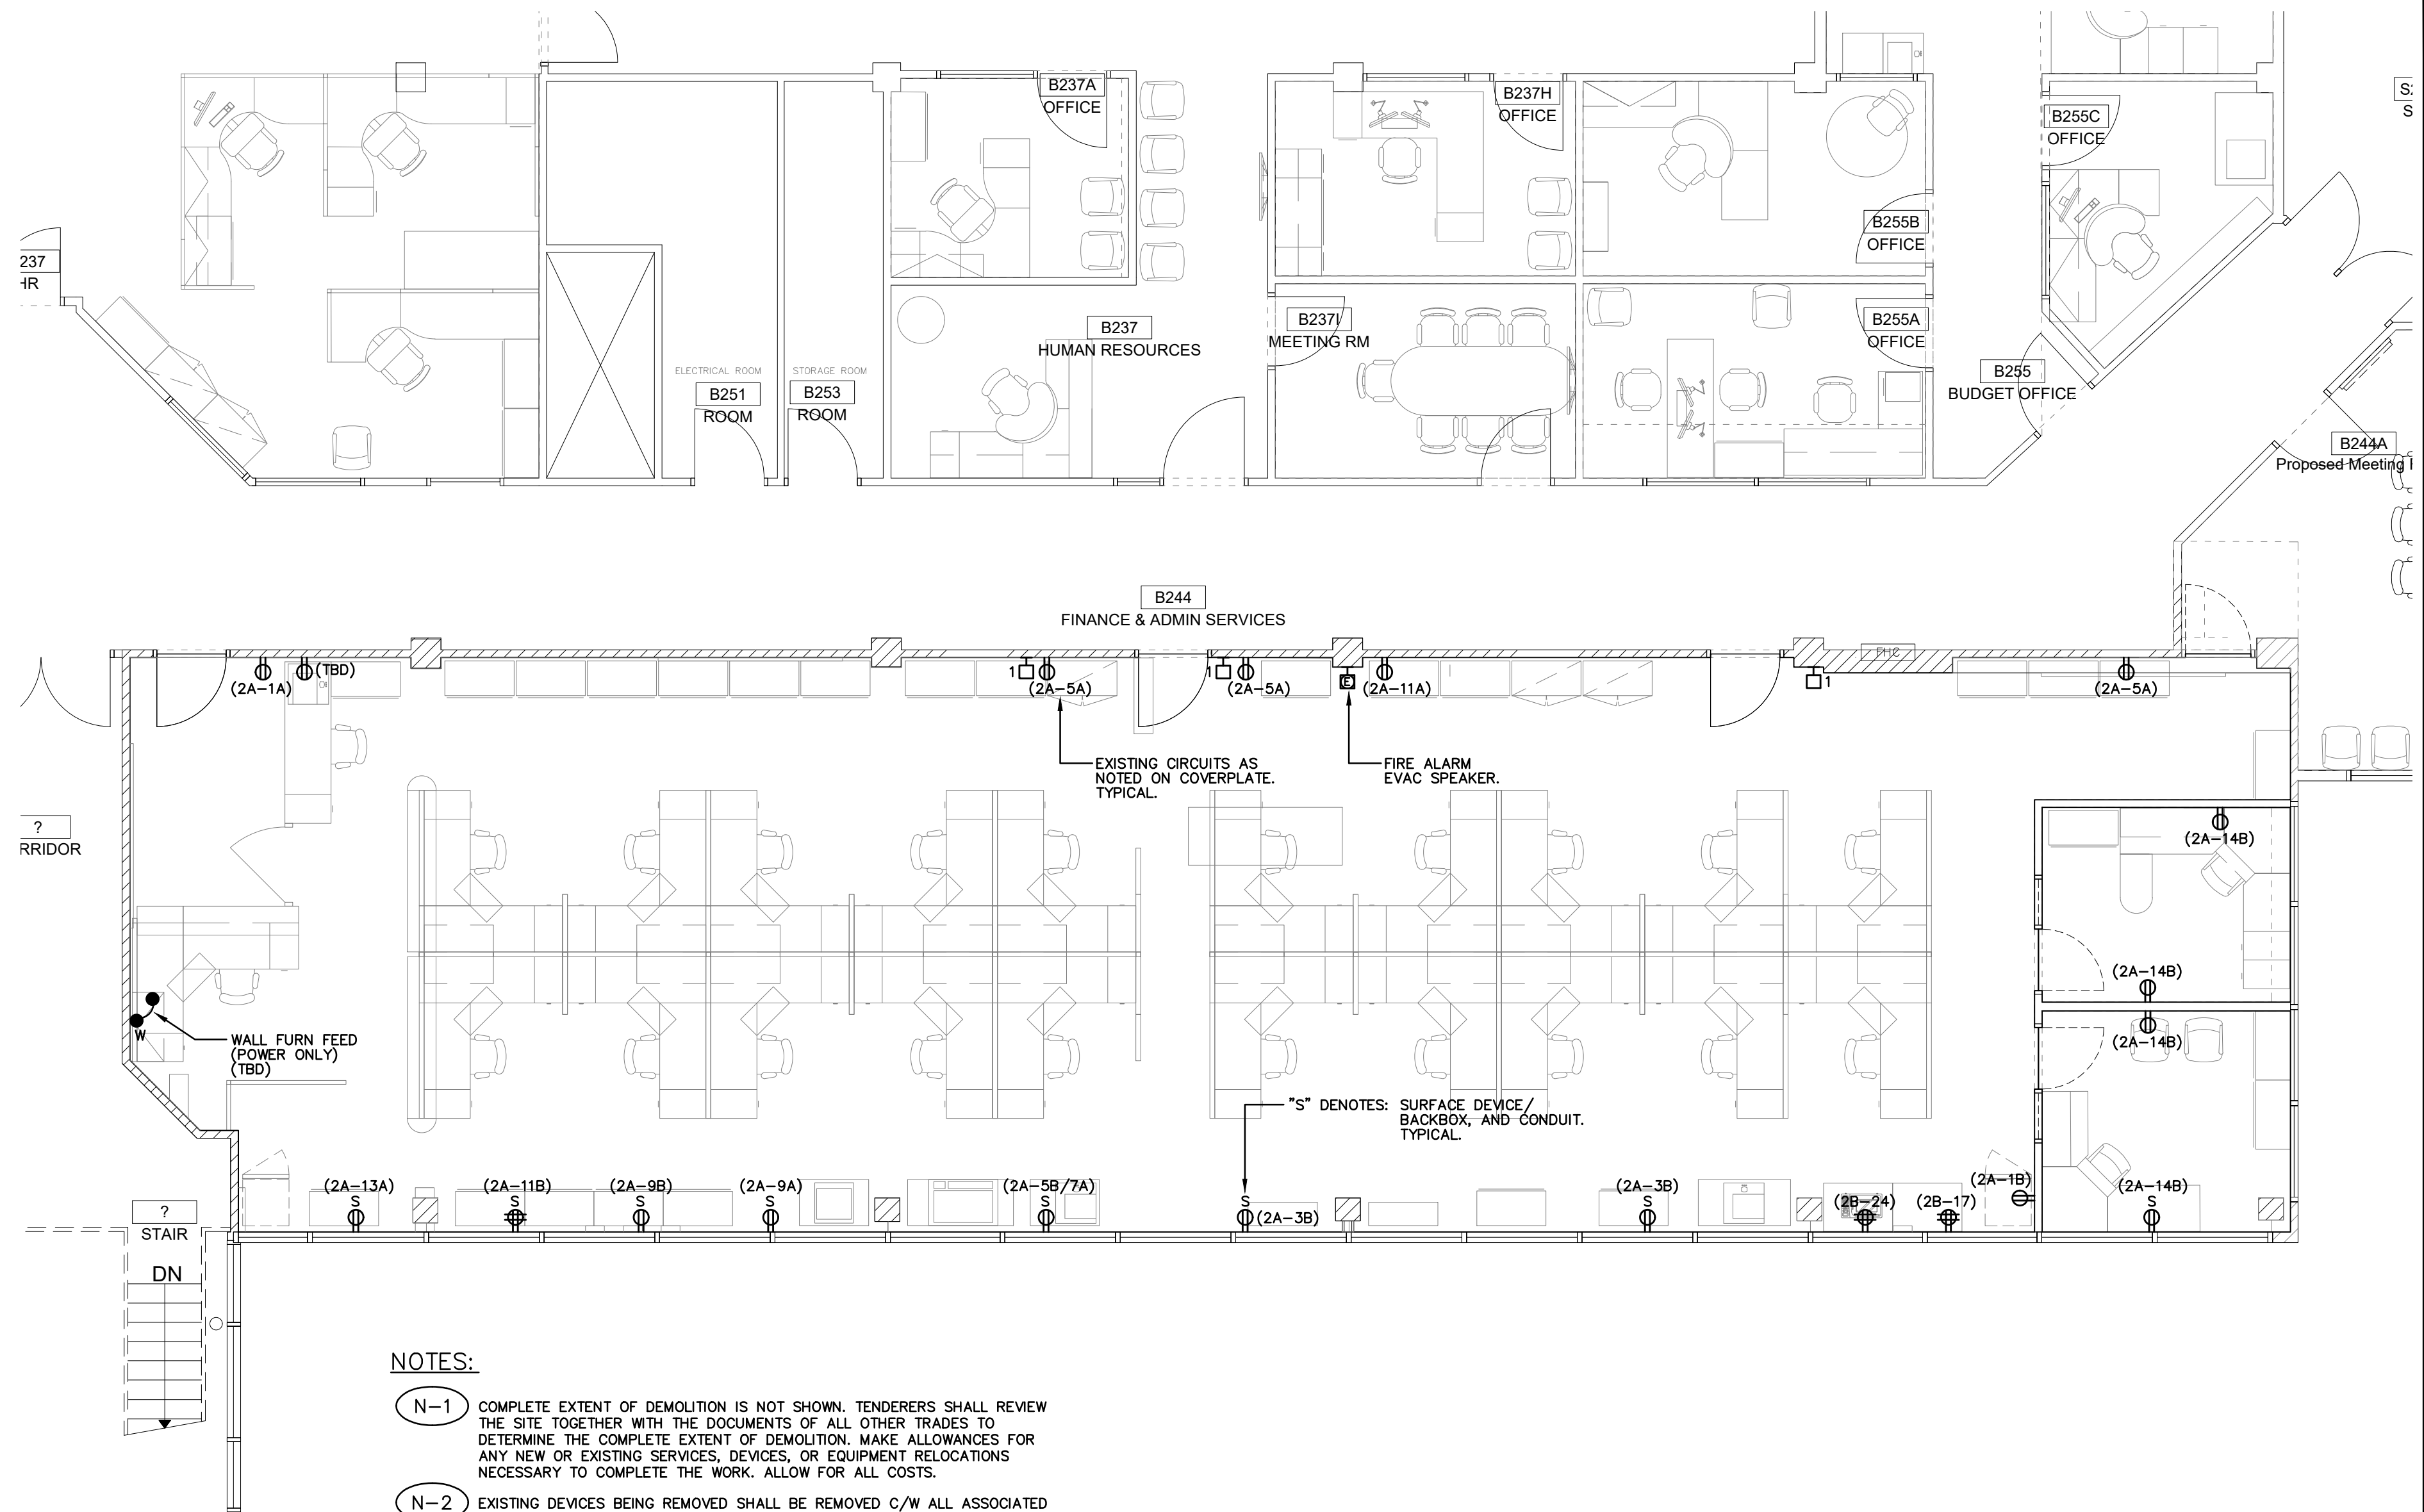 B237A
OFFICE
B237H
OFFICE
B255C
OFFICE
B255B
OFFICE
237
HR
B237
HUMAN RESOURCES
B237I
MEETING RM
B255A
OFFICE
ELECTRICAL ROOM
B251
ROOM
STORAGE ROOM
B253
ROOM
B255
BUDGET OFFICE
B244A
Proposed Meeting
B244
FINANCE & ADMIN SERVICES
FHC
(2A-1A)
(TBD)
1
(2A-5A)
1
(2A-5A)
E
(2A-11A)
1
(2A-5A)
EXISTING CIRCUITS AS
NOTED ON COVERPLATE.
TYPICAL.
FIRE ALARM
EVAC SPEAKER.
?
RRIDOR
(2A-14B)
(2A-14B)
(2A-14B)
W
WALL FURN FEED
(POWER ONLY)
(TBD)
"S" DENOTES: SURFACE DEVICE/
BACKBOX, AND CONDUIT.
TYPICAL.
(2A-13A)
S
(2A-11B)
S
(2A-9B)
S
(2A-9A)
S
(2A-5B/7A)
S
S
(2A-3B)
(2A-3B)
S
(2B-24)
(2B-17)
(2A-1B)
(2A-14B)
S
?
STAIR
DN
NOTES:
N-1 COMPLETE EXTENT OF DEMOLITION IS NOT SHOWN. TENDERERS SHALL REVIEW
THE SITE TOGETHER WITH THE DOCUMENTS OF ALL OTHER TRADES TO
DETERMINE THE COMPLETE EXTENT OF DEMOLITION. MAKE ALLOWANCES FOR
ANY NEW OR EXISTING SERVICES, DEVICES, OR EQUIPMENT RELOCATIONS
NECESSARY TO COMPLETE THE WORK. ALLOW FOR ALL COSTS.
N-2 EXISTING DEVICES BEING REMOVED SHALL BE REMOVED C/W ALL ASSOCIATED